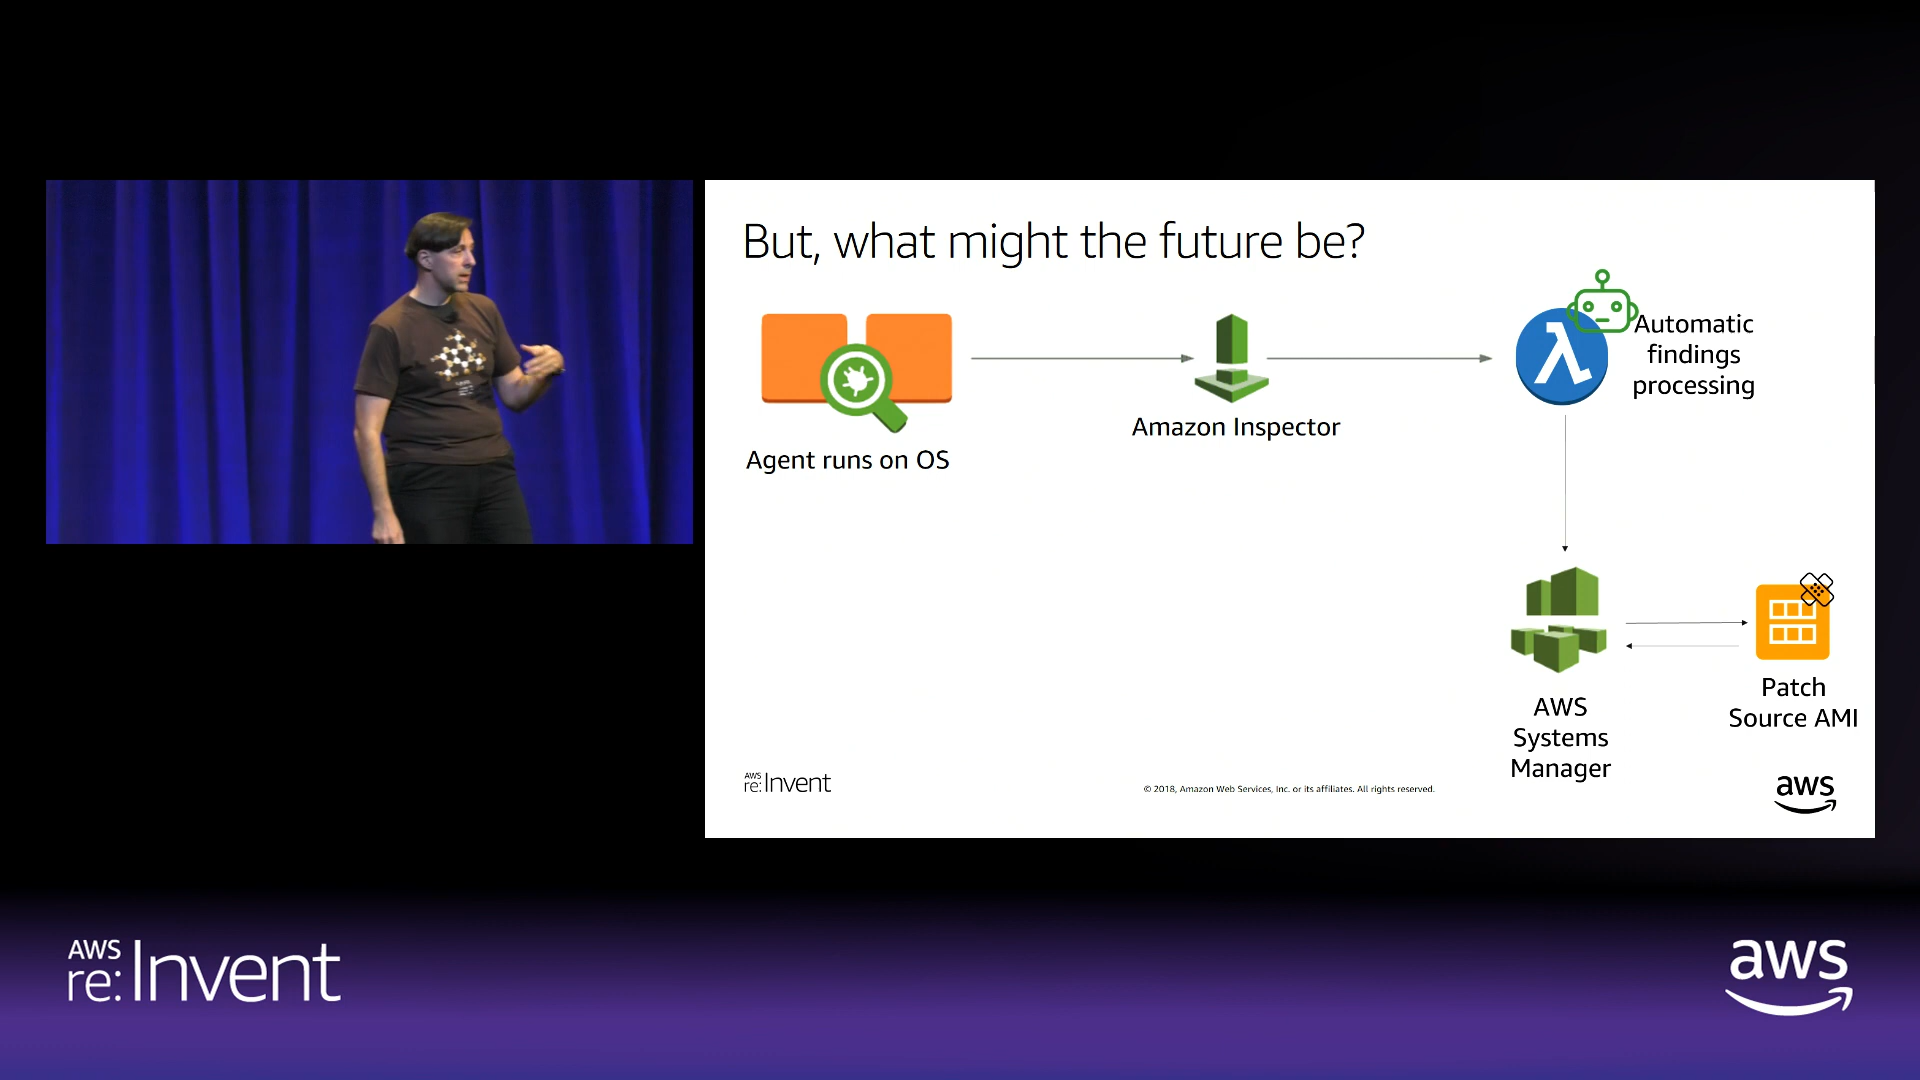 But, what might the future be?
Automatic
findings
processing
Amazon Inspector
Agent runs on OS
AWS
Systems
Manager
Patch
Source AMI
AWS
re:Invent
© 2018, Amazon Web Services, Inc. or its affiliates. All rights reserved.
aws
AWS
re:Invent
aws